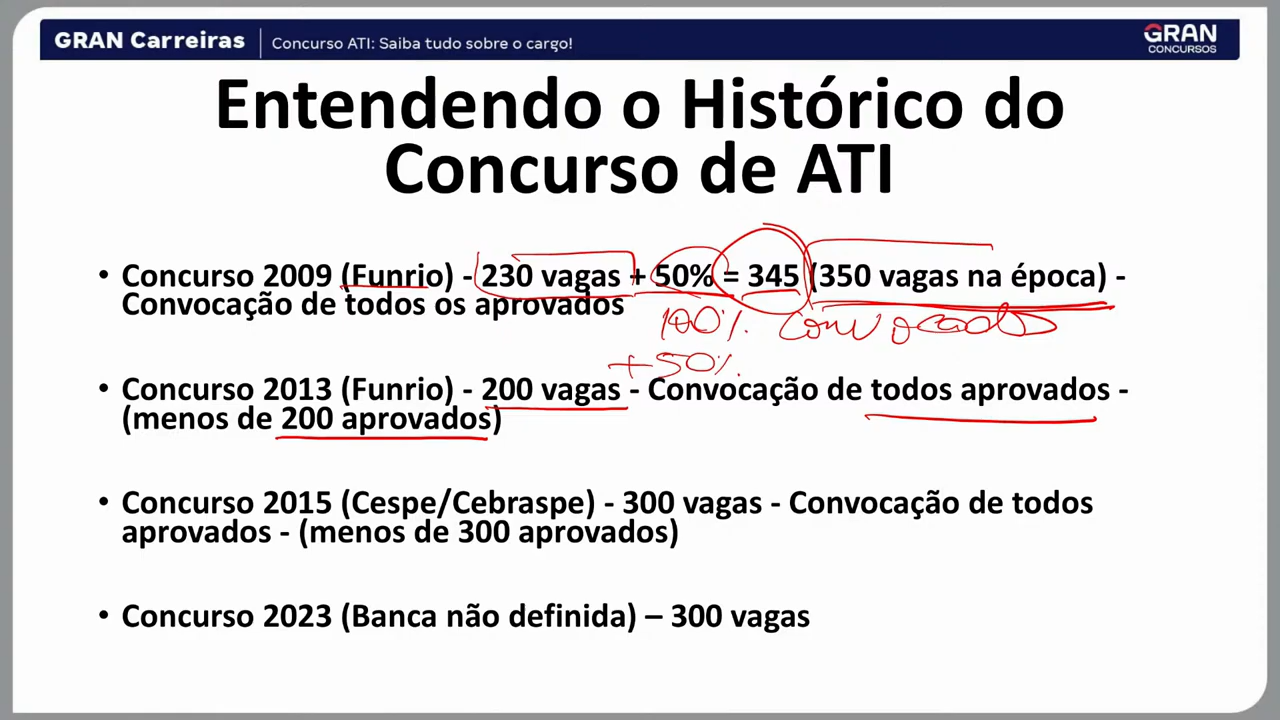 GRAN Carreiras
Concurso ATI: Saiba tudo sobre o cargo!
GRAN
CONCURSOS
Entendendo o Histórico do
Concurso de ATI
• Concurso 2009 (Funrio) - 230 vagas + 50% = 345 (350 vagas na época) -
Convocação de todos os aprovados
100% convocados
+50%
• Concurso 2013 (Funrio) - 200 vagas - Convocação de todos aprovados -
(menos de 200 aprovados)
• Concurso 2015 (Cespe/Cebraspe) - 300 vagas - Convocação de todos
aprovados - (menos de 300 aprovados)
• Concurso 2023 (Banca não definida) – 300 vagas